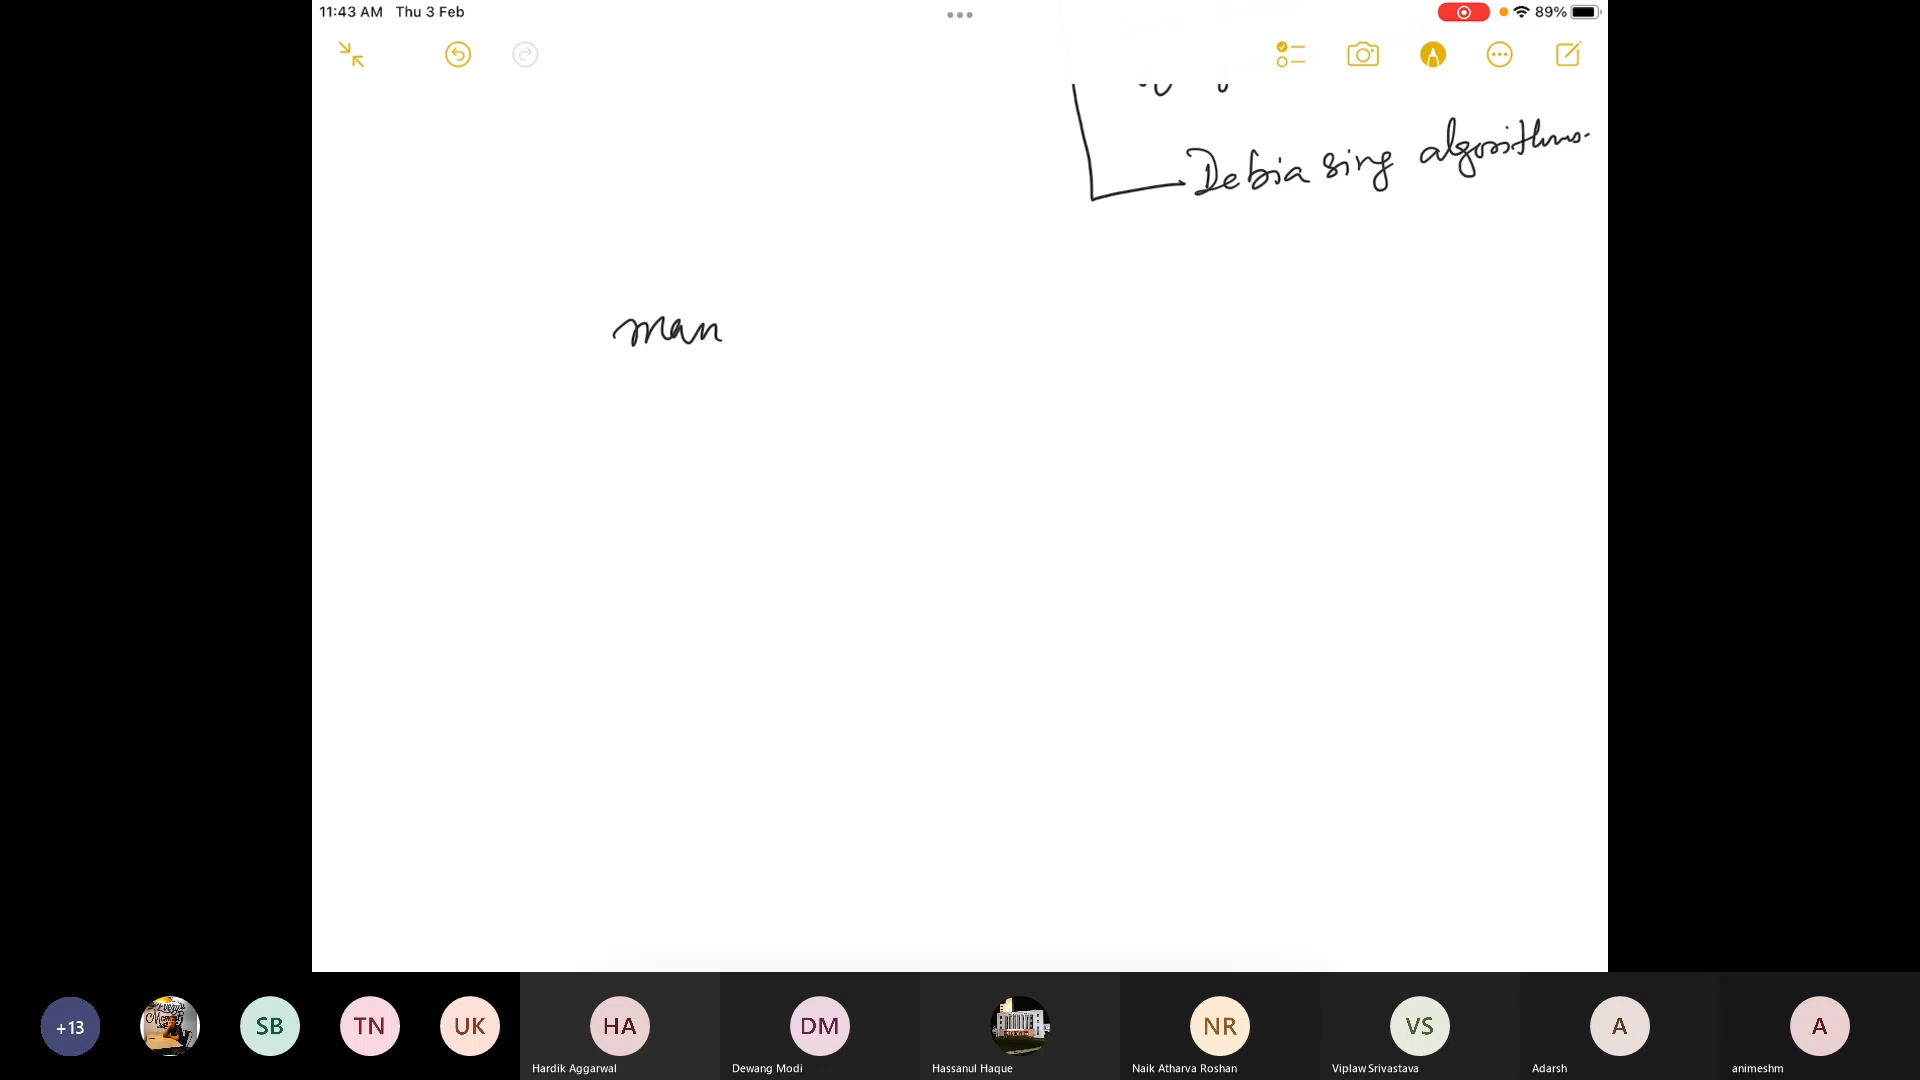 11:43 AM Thu 3 Feb
89%
Debiasing algorithms.
man
+13
SB
TN
UK
HA
DM
NR
VS
A
A
Hardik Aggarwal
Dewang Modi
Hassanul Haque
Naik Atharva Roshan
Viplaw Srivastava
Adarsh
animeshm